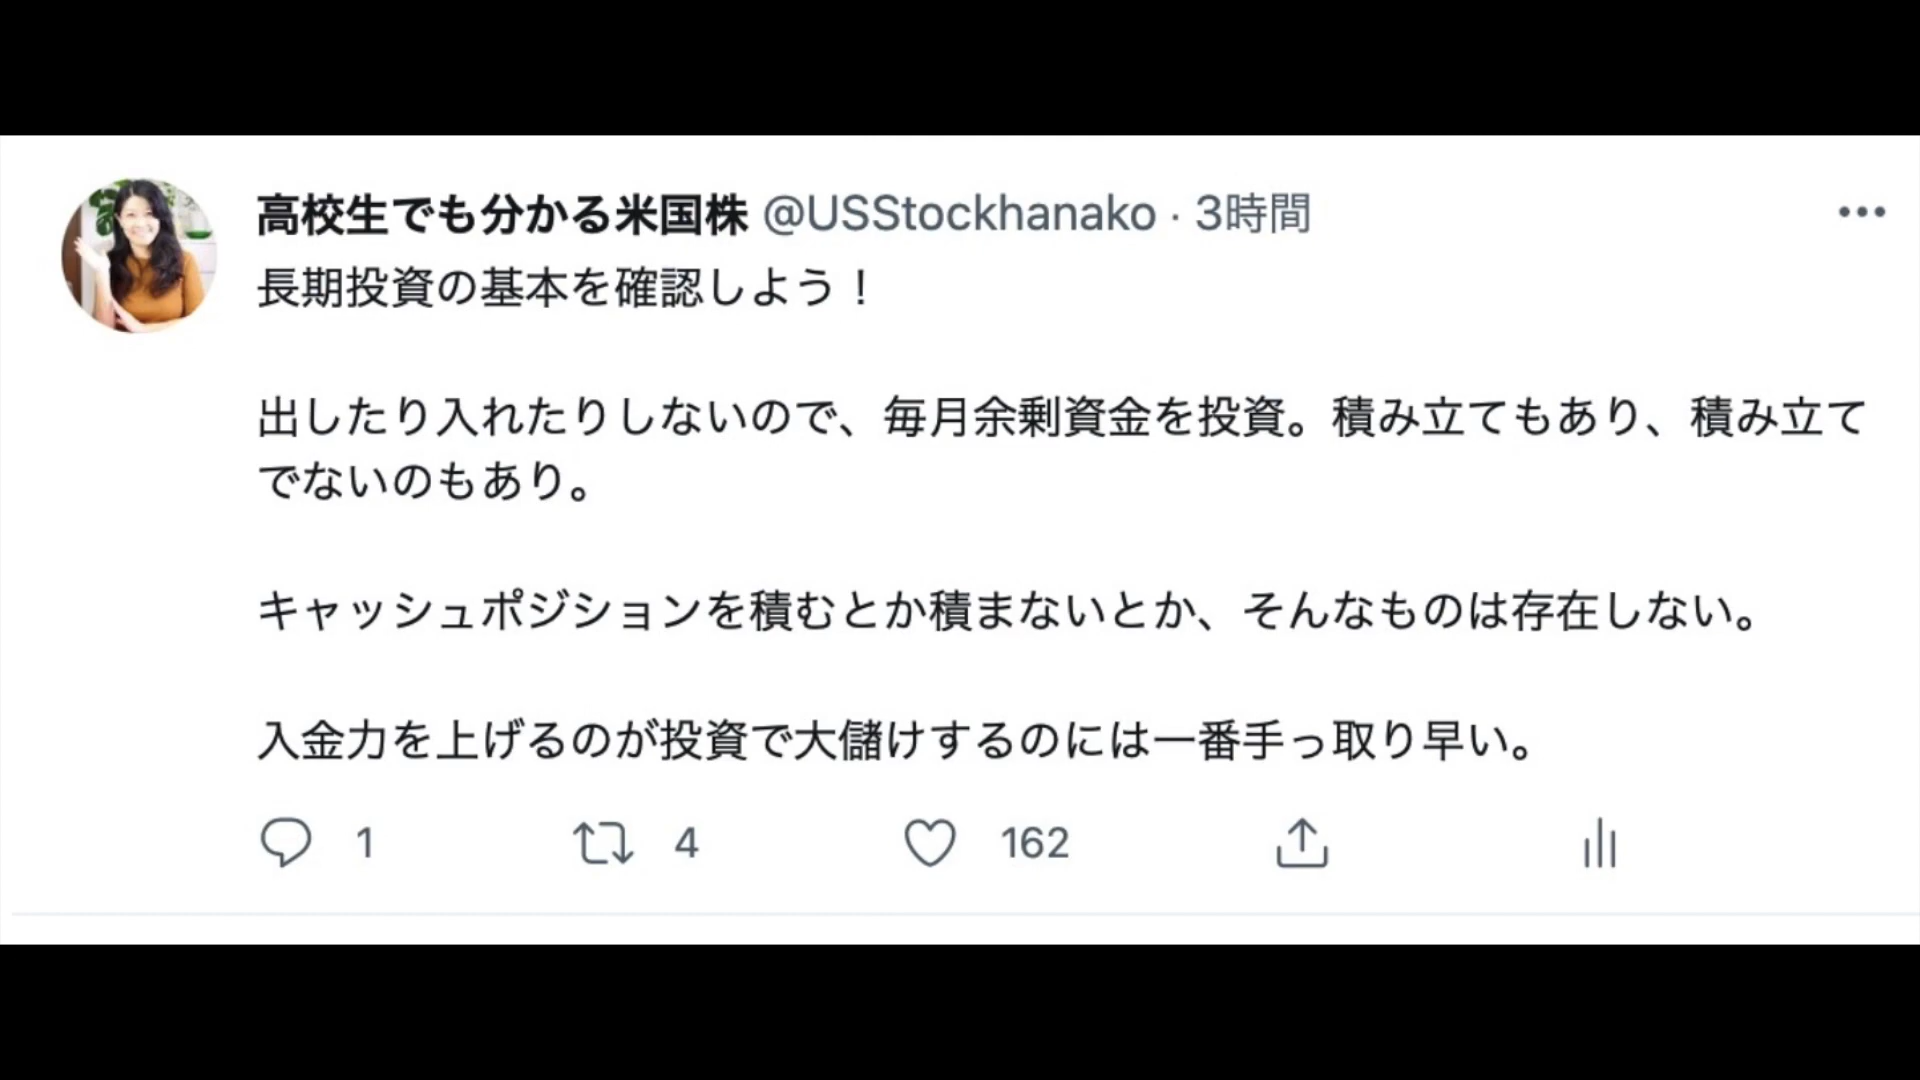 高校生でも分かる米国株 @USStockhanako · 3時間
長期投資の基本を確認しよう！
出したり入れたりしないので、毎月余剰資金を投資。積み立てもあり、積み立て
でないのもあり。
キャッシュポジションを積むとか積まないとか、そんなものは存在しない。
入金力を上げるのが投資で大儲けするのには一番手っ取り早い。
1 4 162